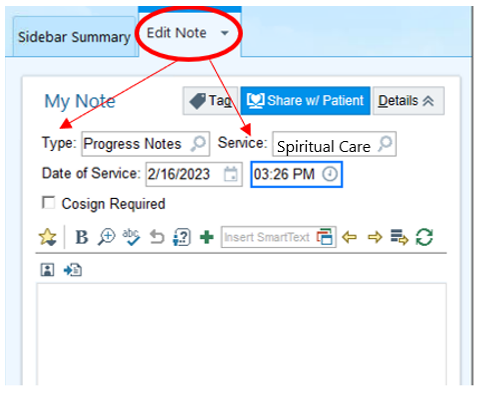 Sidebar Summary Edit Note
My Note Tag Share w/ Patient Details
Type: Progress Notes Service: Spiritual Care
Date of Service: 2/16/2023 03:26 PM
Cosign Required
B abc Insert SmartText